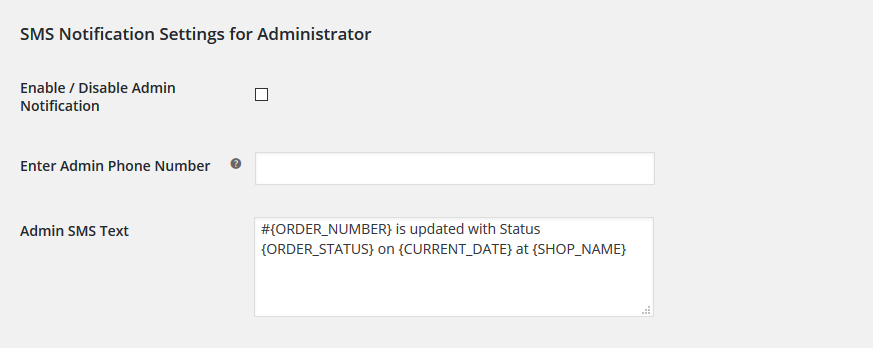 SMS Notification Settings for Administrator
Enable / Disable Admin
Notification
Enter Admin Phone Number ?
Admin SMS Text
#{ORDER_NUMBER} is updated with Status
{ORDER_STATUS} on {CURRENT_DATE} at {SHOP_NAME}